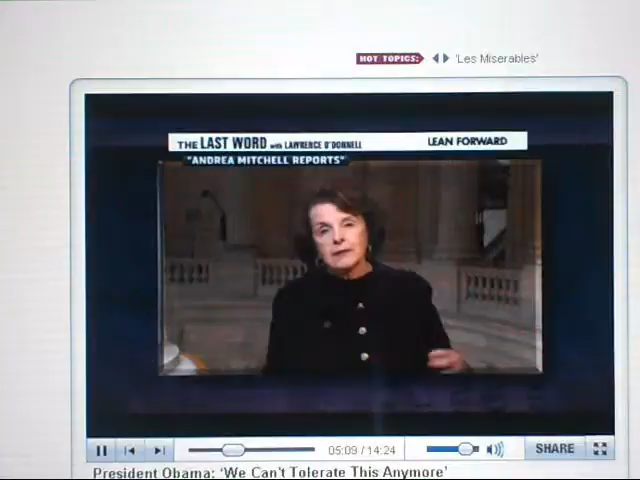 HOT TOPICS: 'Les Miserables'
THE LAST WORD with LAWRENCE O'DONNELL LEAN FORWARD
"ANDREA MITCHELL REPORTS"
05:09 / 14:24 SHARE
President Obama: 'We Can't Tolerate This Anymore'